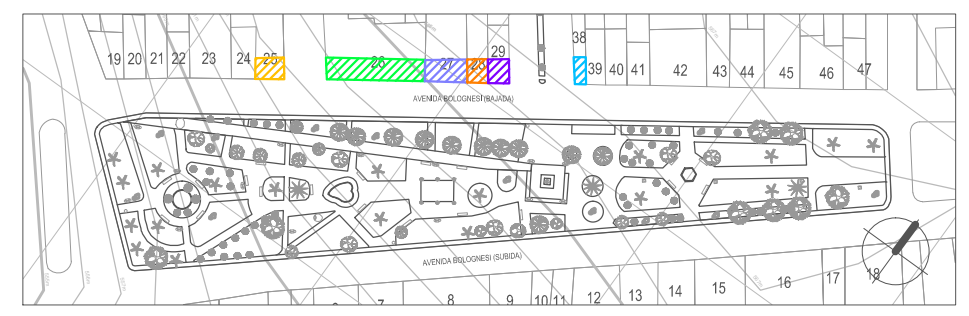 38
29
19 20 21 22 23 24 25 26 27 28 39 40 41 42 43 44 45 46 47
AVENIDA BOLOGNESI (BAJADA)
AVENIDA BOLOGNESI (SUBIDA)
7 8 9 10 11 12 13 14 15 16 17 18